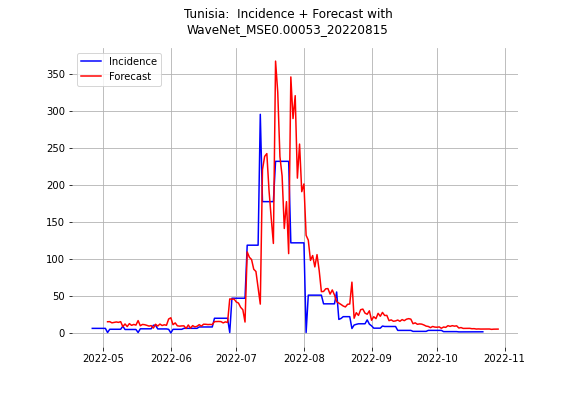 Tunisia:  Incidence + Forecast with
WaveNet_MSE0.00053_20220815
Incidence
Forecast
350
300
250
200
150
100
50
0
2022-05 2022-06 2022-07 2022-08 2022-09 2022-10 2022-11